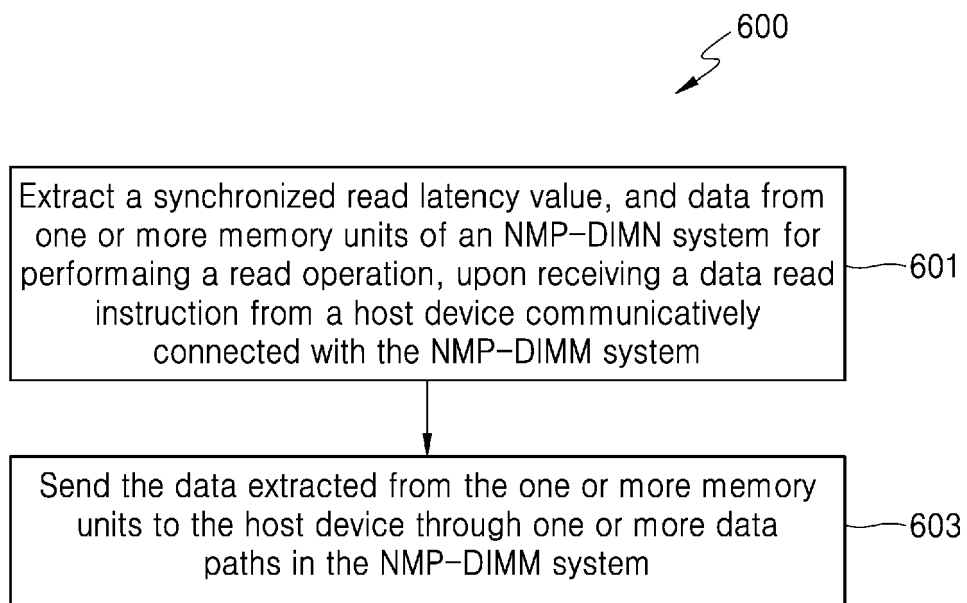 600
Extract a synchronized read latency value, and data from
one or more memory units of an NMP-DIMN system for
performaing a read operation, upon receiving a data read
instruction from a host device communicatively
connected with the NMP-DIMM system
601
Send the data extracted from the one or more memory
units to the host device through one or more data
paths in the NMP-DIMM system
603